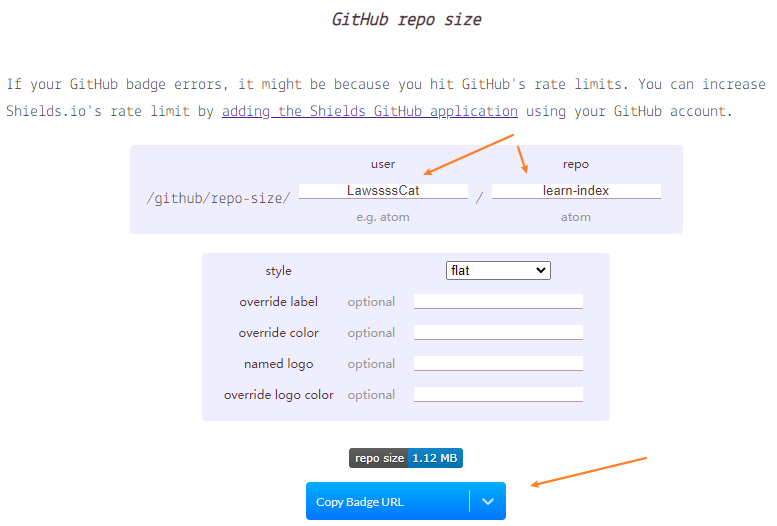 GitHub repo size
If your GitHub badge errors, it might be because you hit GitHub's rate limits. You can increase
Shields.io's rate limit by adding the Shields GitHub application using your GitHub account.
user repo
/github/repo-size/ LawssssCat / learn-index
e.g. atom atom
style flat
override label optional
override color optional
named logo optional
override logo color optional
repo size 1.12 MB
Copy Badge URL